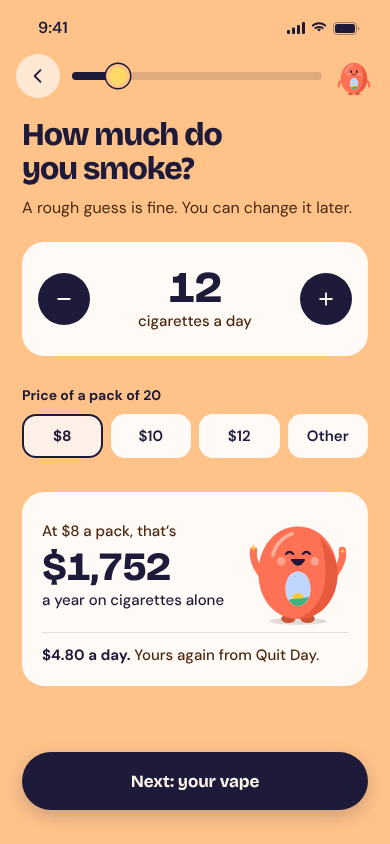 9:41
How much do
you smoke?
A rough guess is fine. You can change it later.
12
cigarettes a day
Price of a pack of 20
$8
$10
$12
Other
At $8 a pack, that’s
$1,752
a year on cigarettes alone
$4.80 a day. Yours again from Quit Day.
Next: your vape